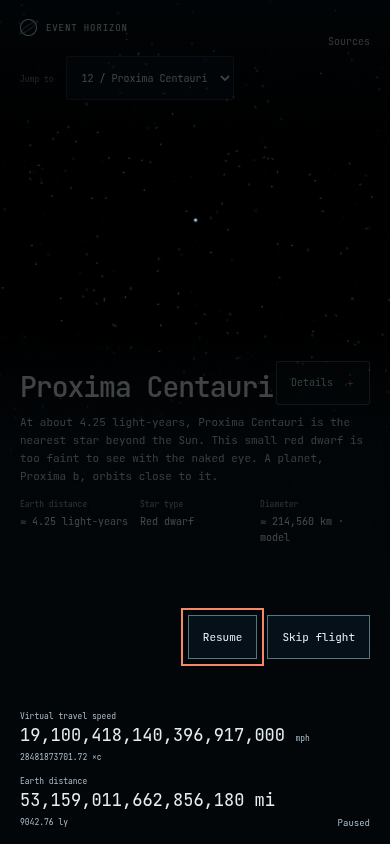 EVENT HORIZON
Sources
Jump to
12 / Proxima Centauri
Proxima Centauri
Details +
At about 4.25 light-years, Proxima Centauri is the
nearest star beyond the Sun. This small red dwarf is
too faint to see with the naked eye. A planet,
Proxima b, orbits close to it.
Earth distance Star type Diameter
≈ 4.25 light-years Red dwarf ≈ 214,560 km ·
model
Resume Skip flight
Virtual travel speed
19,100,418,140,396,917,000 mph
28481873701.72 ×c
Earth distance
53,159,011,662,856,180 mi
9042.76 ly Paused